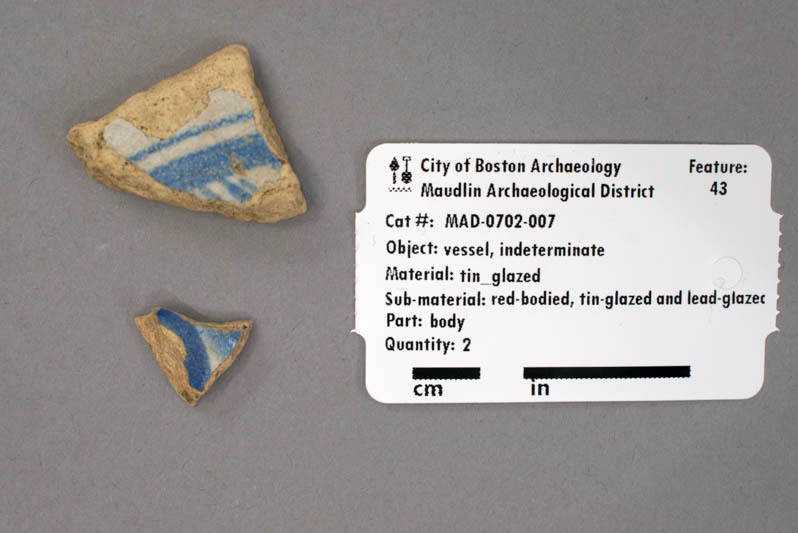 City of Boston Archaeology
Maudlin Archaeological District
Feature:
43
Cat #: MAD-0702-007
Object: vessel, indeterminate
Material: tin_glazed
Sub-material: red-bodied, tin-glazed and lead-glazec
Part: body
Quantity: 2
cm
in